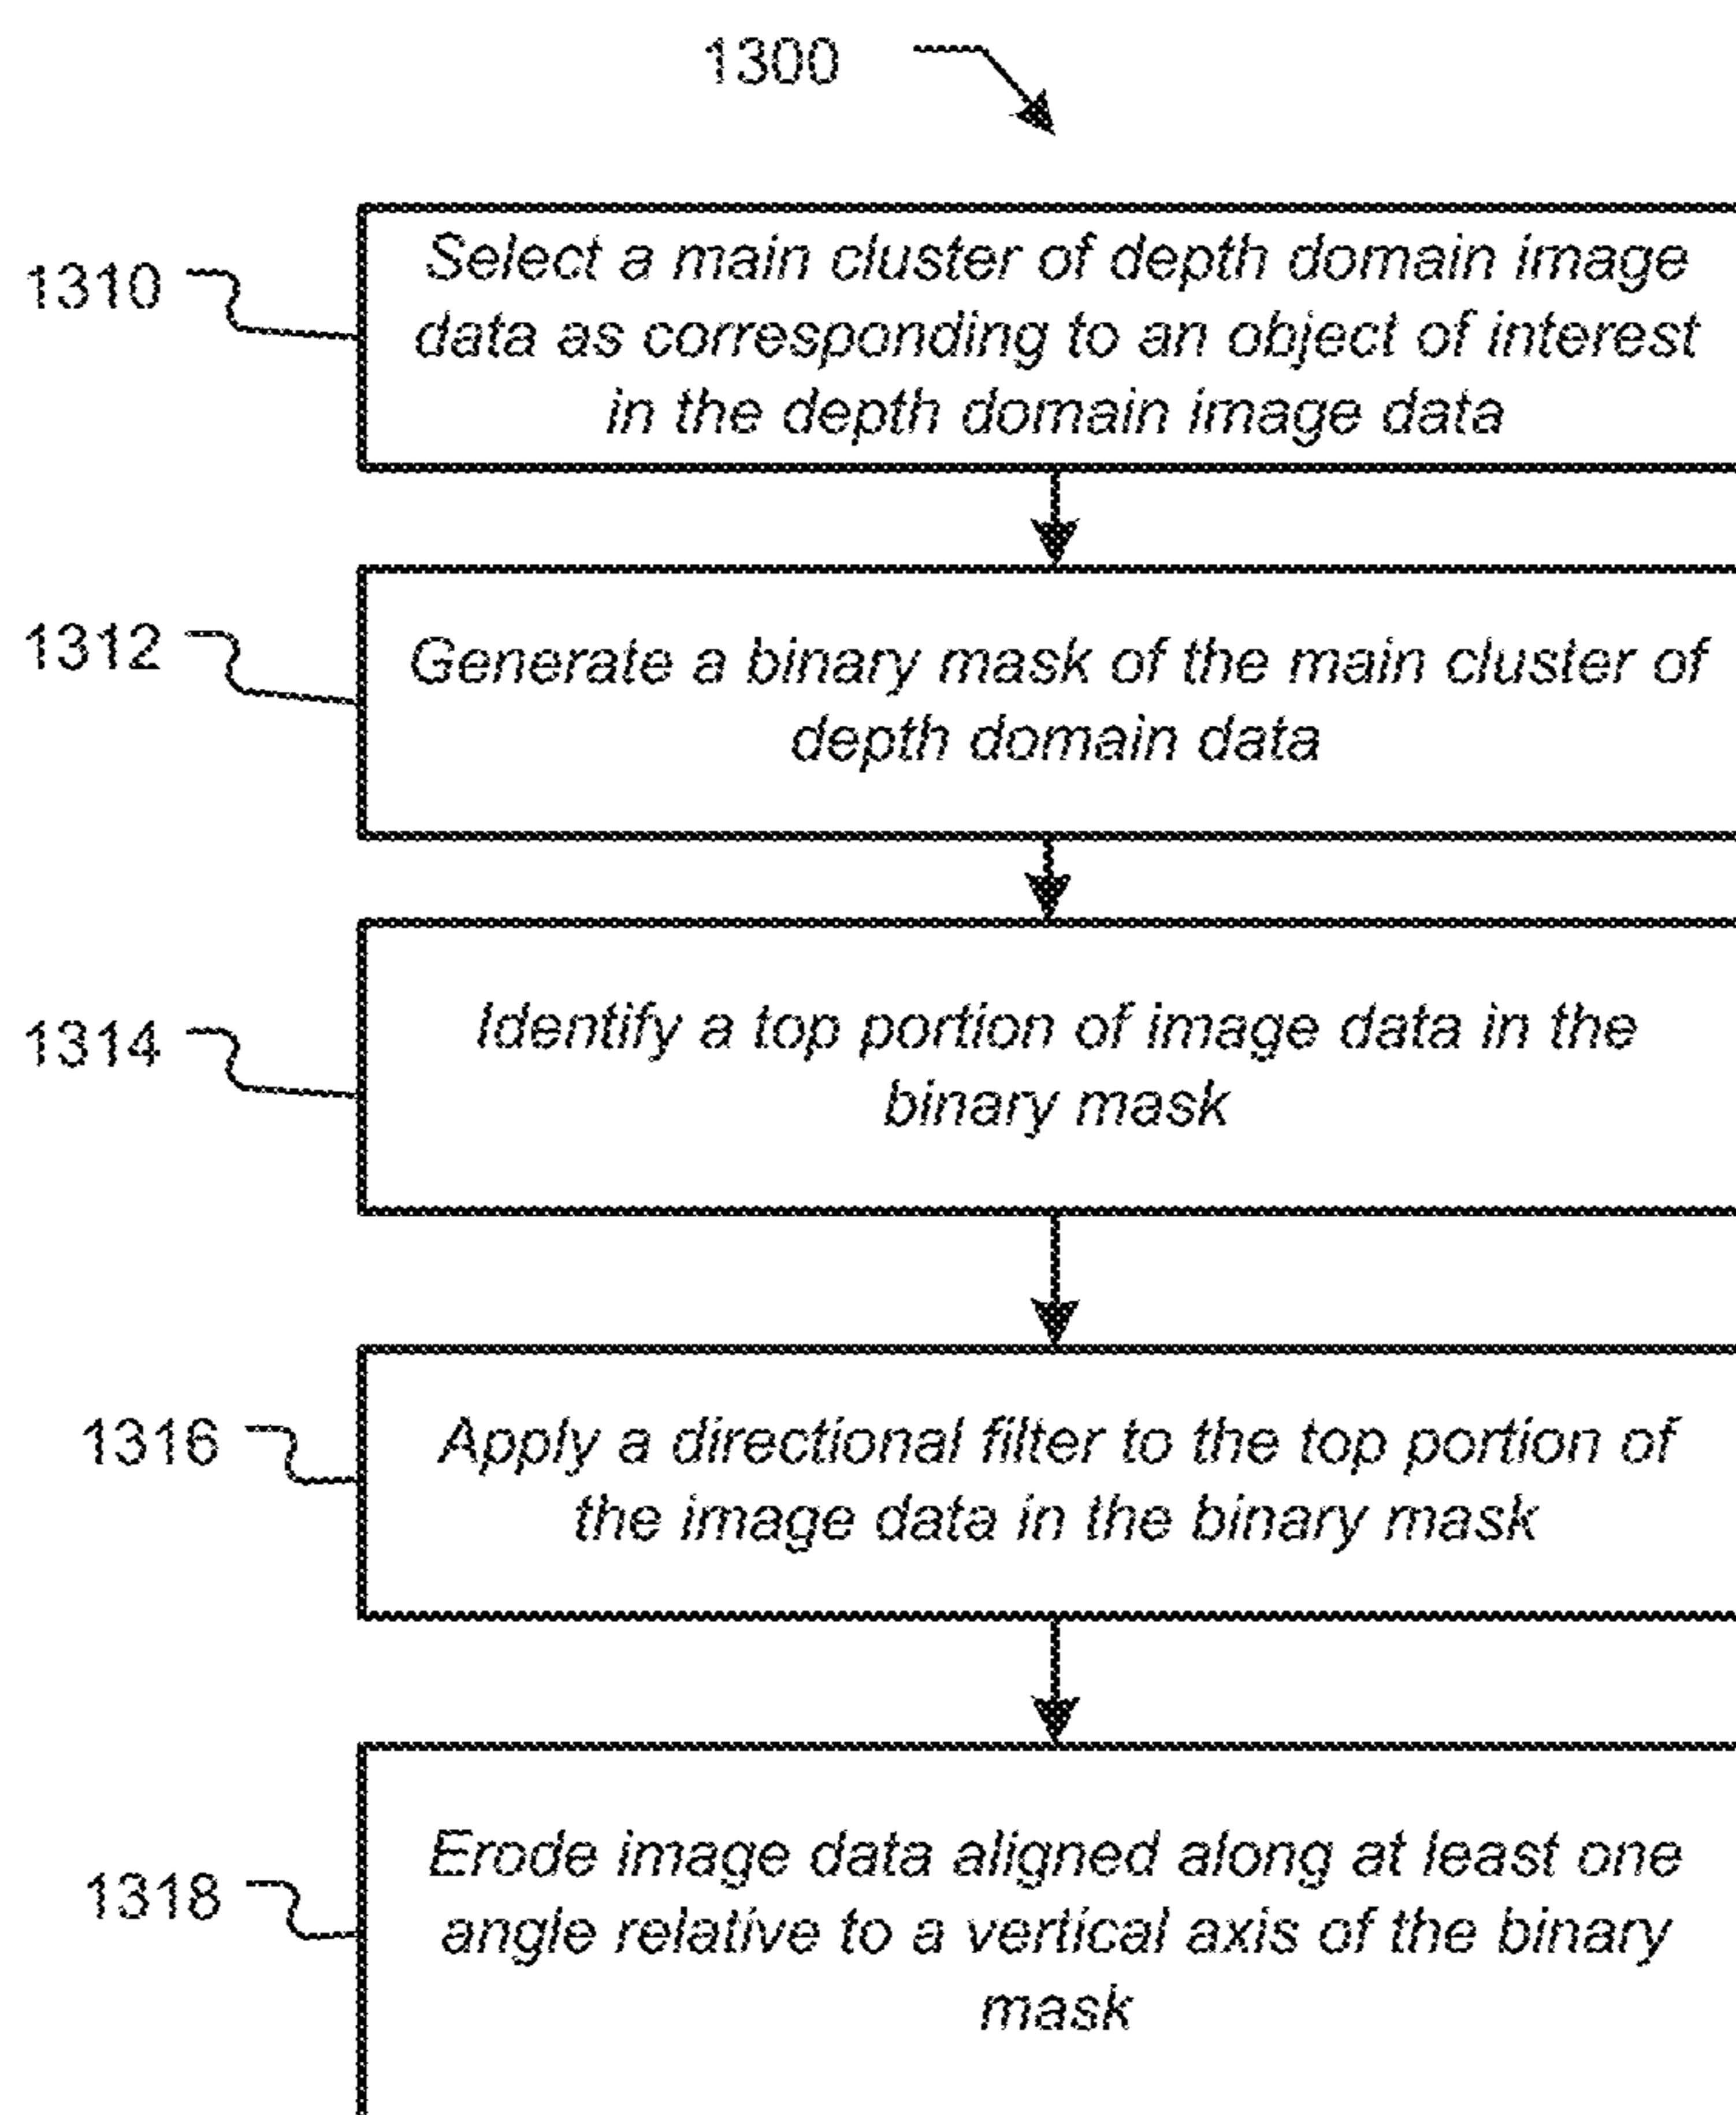 1300
1310
Select a main cluster of depth domain image
data as corresponding to an object of interest
in the depth domain image data
1312
Generate a binary mask of the main cluster of
depth domain data
1314
Identify a top portion of image data in the
binary mask
1316
Apply a directional filter to the top portion of
the image data in the binary mask
1318
Erode image data aligned along at least one
angle relative to a vertical axis of the binary
mask